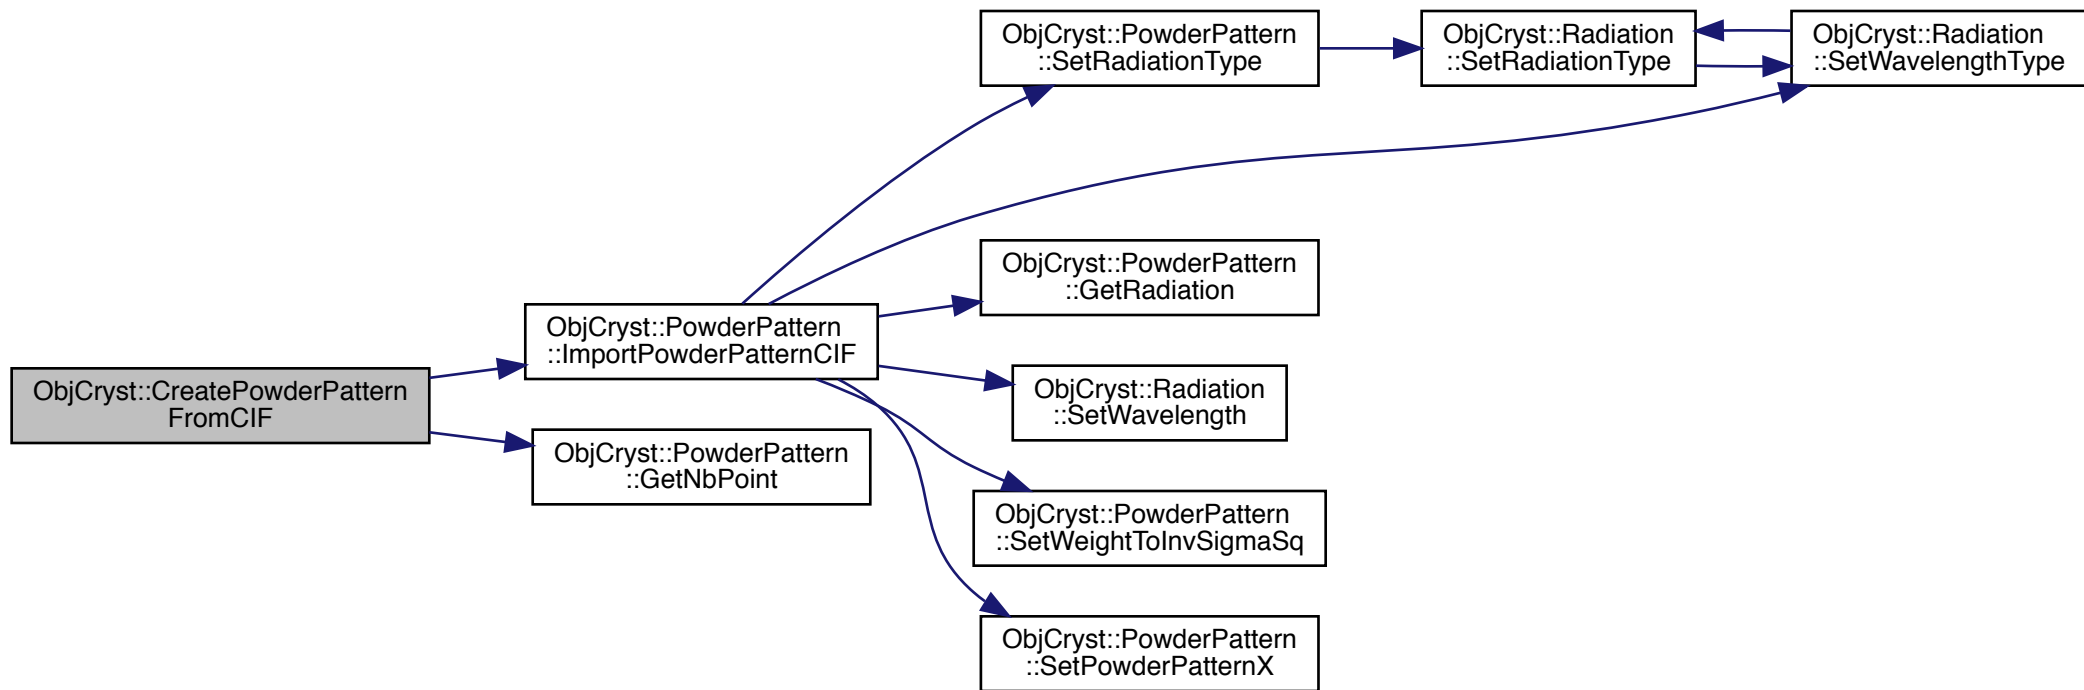 ObjCryst::CreatePowderPattern
FromCIF
ObjCryst::PowderPattern
::ImportPowderPatternCIF
ObjCryst::PowderPattern
::GetNbPoint
ObjCryst::PowderPattern
::SetRadiationType
ObjCryst::Radiation
::SetRadiationType
ObjCryst::Radiation
::SetWavelengthType
ObjCryst::PowderPattern
::GetRadiation
ObjCryst::Radiation
::SetWavelength
ObjCryst::PowderPattern
::SetWeightToInvSigmaSq
ObjCryst::PowderPattern
::SetPowderPatternX